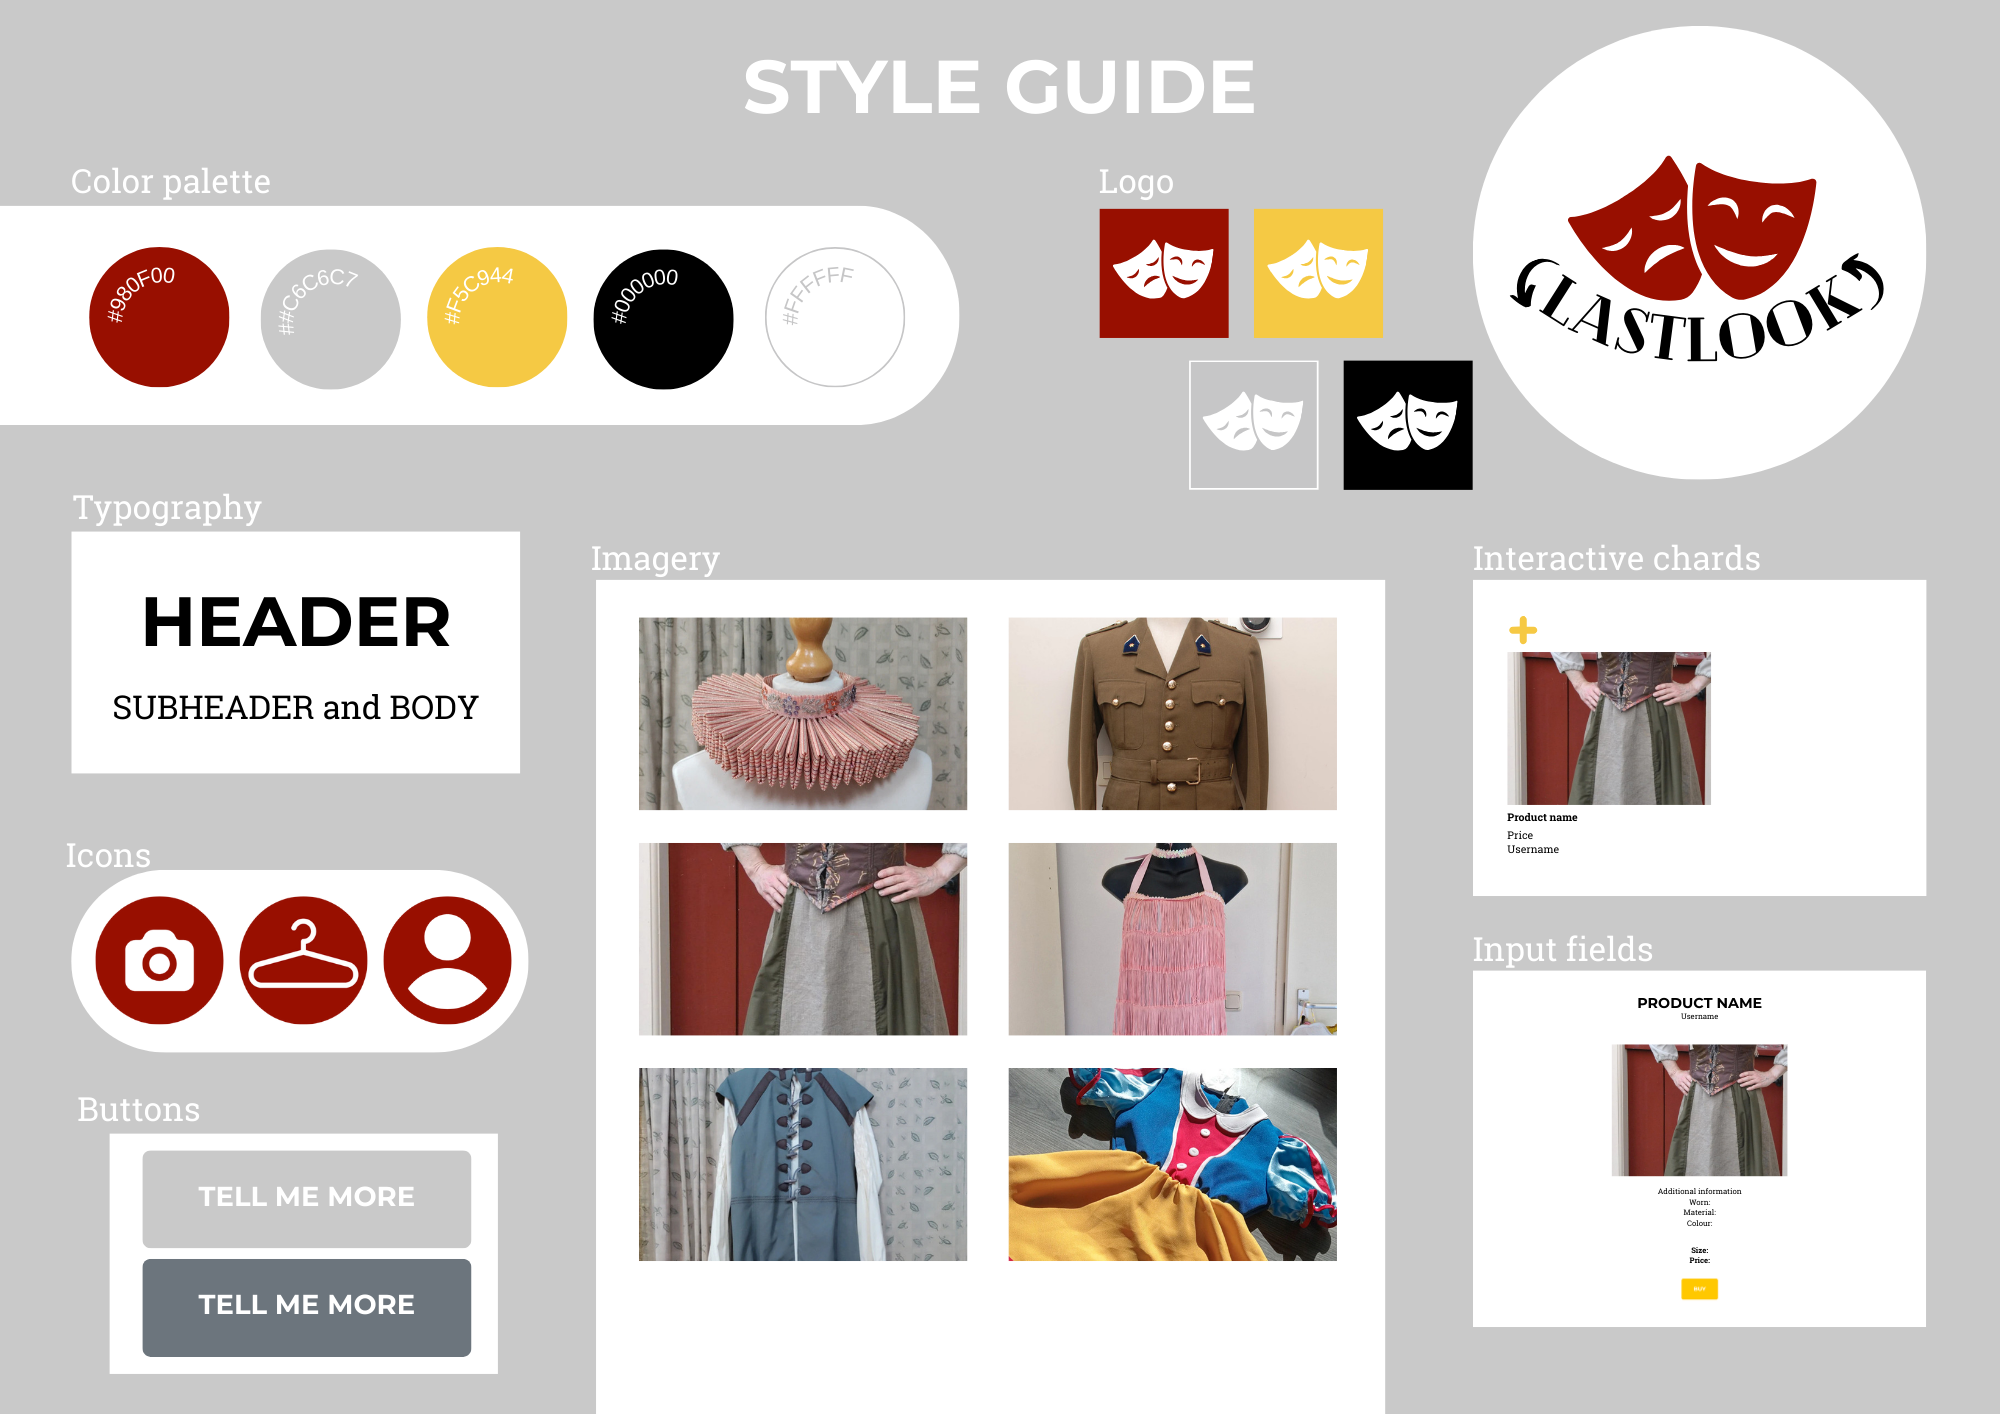 STYLE GUIDE
Color palette
#980F00
##C6C6C7
#F5C944
#000000
#FFFFFF
Logo
LASTLOOK
Typography
HEADER
SUBHEADER and BODY
Icons
Buttons
TELL ME MORE
TELL ME MORE
Imagery
Interactive chards
Product name
Price
Username
Input fields
PRODUCT NAME
Username
Additional information
Worn:
Material:
Colour:
Size:
Price:
BUY